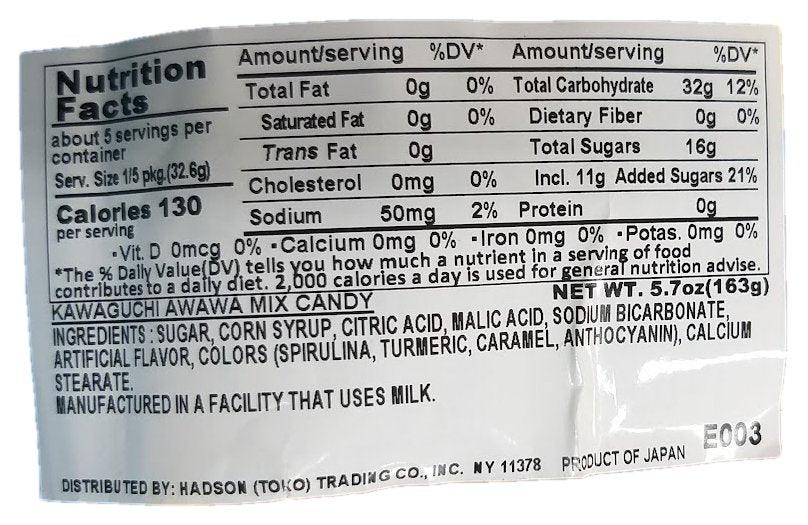 Nutrition Facts
about 5 servings per container
Serv. Size 1/5 pkg.(32.6g)
Calories 130
per serving
Amount/serving %DV* Amount/serving %DV*
Total Fat 0g 0% Total Carbohydrate 32g 12%
Saturated Fat 0g 0% Dietary Fiber 0g 0%
Trans Fat 0g Total Sugars 16g
Cholesterol 0mg 0% Incl. 11g Added Sugars 21%
Sodium 50mg 2% Protein 0g
▪Vit. D 0mcg 0% ▪Calcium 0mg 0% ▪Iron 0mg 0% ▪Potas. 0mg 0%
*The % Daily Value(DV) tells you how much a nutrient in a serving of food
contributes to a daily diet. 2,000 calories a day is used for general nutrition advise.
KAWAGUCHI AWAWA MIX CANDY NET WT. 5.7oz(163g)
INGREDIENTS : SUGAR, CORN SYRUP, CITRIC ACID, MALIC ACID, SODIUM BICARBONATE,
ARTIFICIAL FLAVOR, COLORS (SPIRULINA, TURMERIC, CARAMEL, ANTHOCYANIN), CALCIUM
STEARATE.
MANUFACTURED IN A FACILITY THAT USES MILK.
E003
DISTRIBUTED BY: HADSON (TOKO) TRADING CO., INC. NY 11378 PRODUCT OF JAPAN